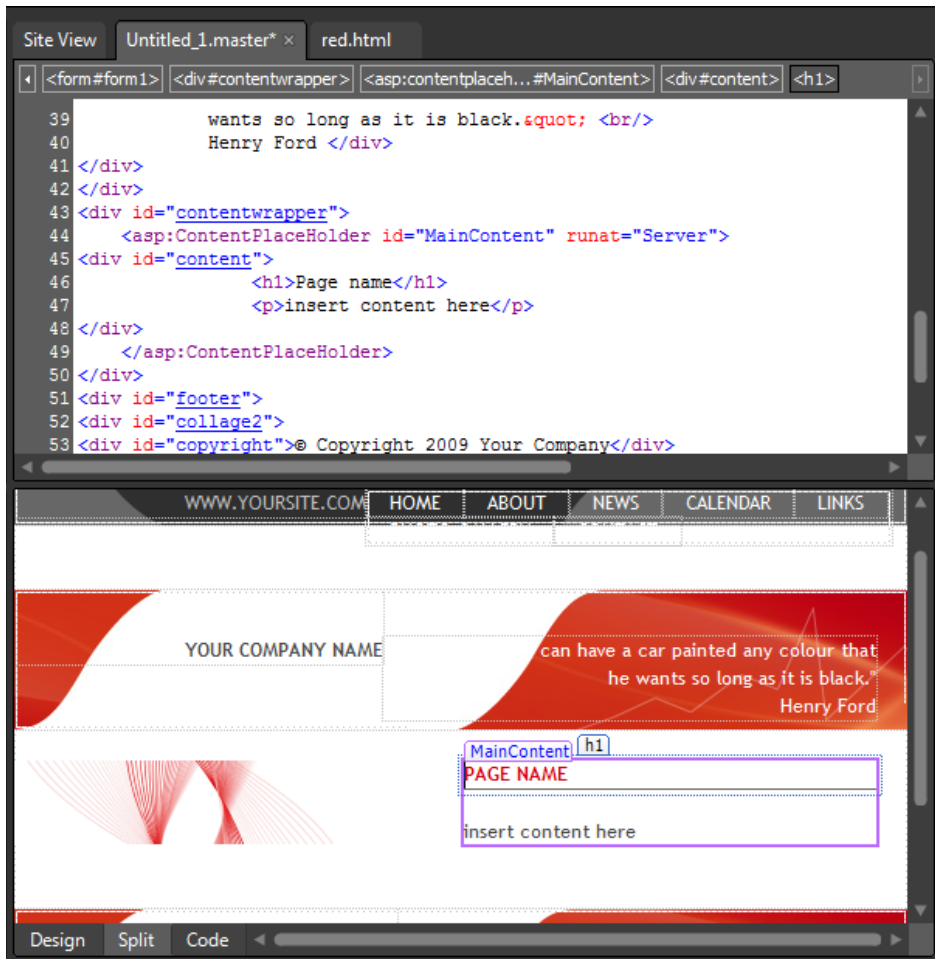 Site View Untitled_1.master* × red.html
<form#form1> <div#contentwrapper> <asp:contentplaceh...#MainContent> <div#content> <h1>
39 wants so long as it is black.&quot; <br/>
40 Henry Ford </div>
41 </div>
42 </div>
43 <div id="contentwrapper">
44 <asp:ContentPlaceHolder id="MainContent" runat="Server">
45 <div id="content">
46 <h1>Page name</h1>
47 <p>insert content here</p>
48 </div>
49 </asp:ContentPlaceHolder>
50 </div>
51 <div id="footer">
52 <div id="collage2">
53 <div id="copyright">© Copyright 2009 Your Company</div>
WWW.YOURSITE.COM HOME ABOUT NEWS CALENDAR LINKS
YOUR COMPANY NAME
can have a car painted any colour that
he wants so long as it is black."
Henry Ford
MainContent h1
PAGE NAME
insert content here
Design Split Code